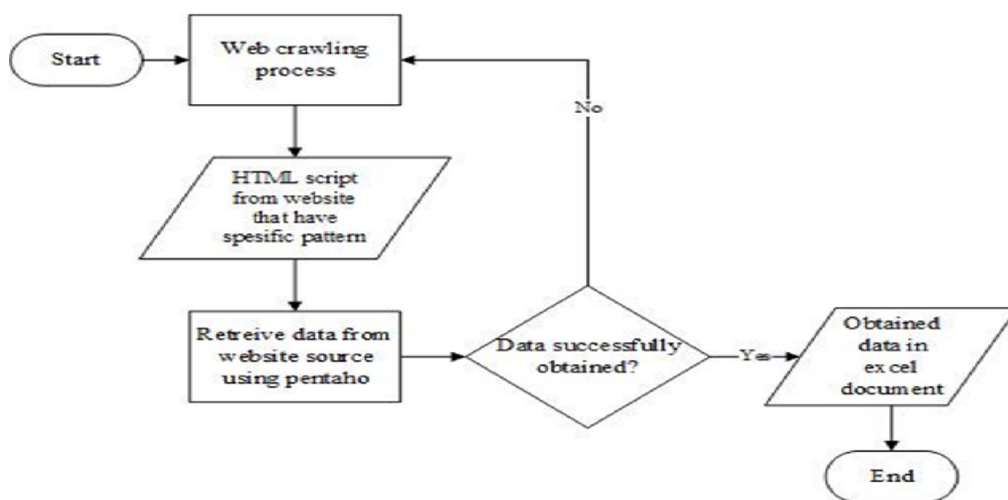 Start
Web crawling
process
No
HTML script
from website
that have
spesific pattern
Retreive data from
website source
using pentaho
Data successfully
obtained?
Yes
Obtained
data in
excel
document
End